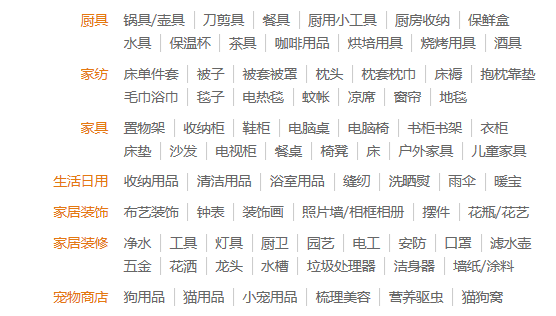 厨具 锅具/壶具 刀剪具 餐具 厨用小工具 厨房收纳 保鲜盒
水具 保温杯 茶具 咖啡用品 烘培用具 烧烤用具 酒具
家纺 床单件套 被子 被套被罩 枕头 枕套枕巾 床褥 抱枕靠垫
毛巾浴巾 毯子 电热毯 蚊帐 凉席 窗帘 地毯
家具 置物架 收纳柜 鞋柜 电脑桌 电脑椅 书柜书架 衣柜
床垫 沙发 电视柜 餐桌 椅凳 床 户外家具 儿童家具
生活日用 收纳用品 清洁用品 浴室用品 缝纫 洗晒熨 雨伞 暖宝
家居装饰 布艺装饰 钟表 装饰画 照片墙/相框相册 摆件 花瓶/花艺
家居装修 净水 工具 灯具 厨卫 园艺 电工 安防 口罩 滤水壶
五金 花洒 龙头 水槽 垃圾处理器 洁身器 墙纸/涂料
宠物商店 狗用品 猫用品 小宠用品 梳理美容 营养驱虫 猫狗窝